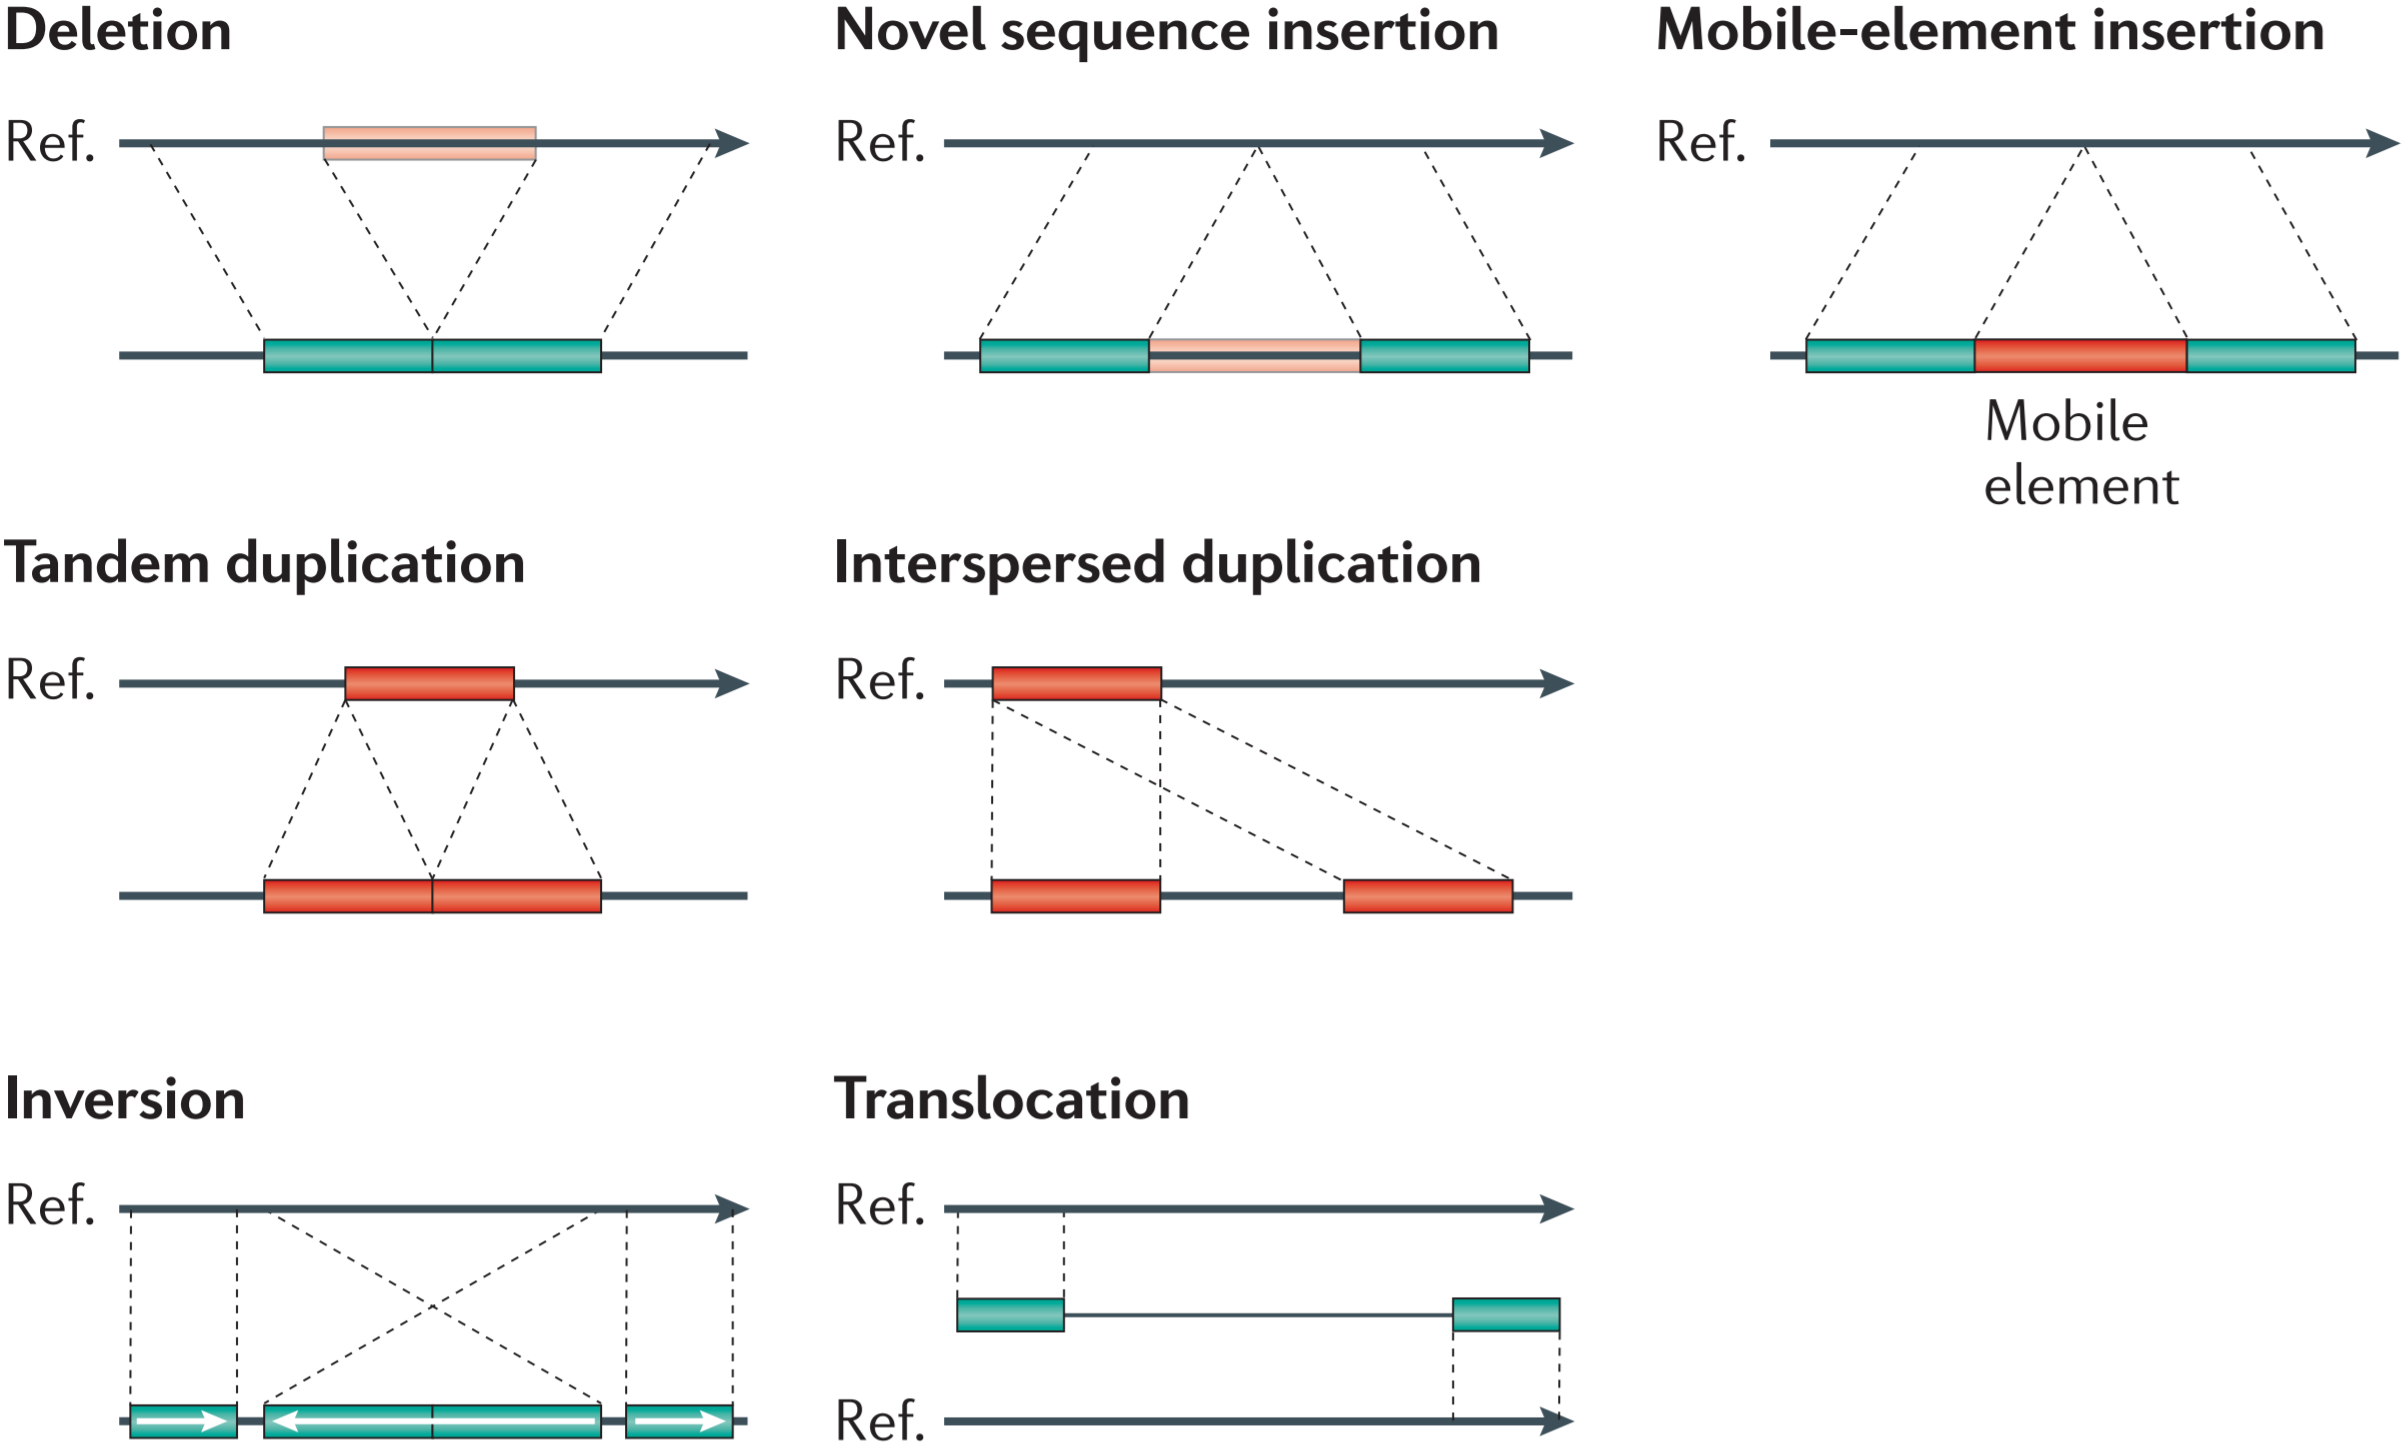 Deletion
Novel sequence insertion
Mobile-element insertion
Ref.
Ref.
Ref.
Mobile
element
Tandem duplication
Interspersed duplication
Ref.
Ref.
Inversion
Translocation
Ref.
Ref.
Ref.